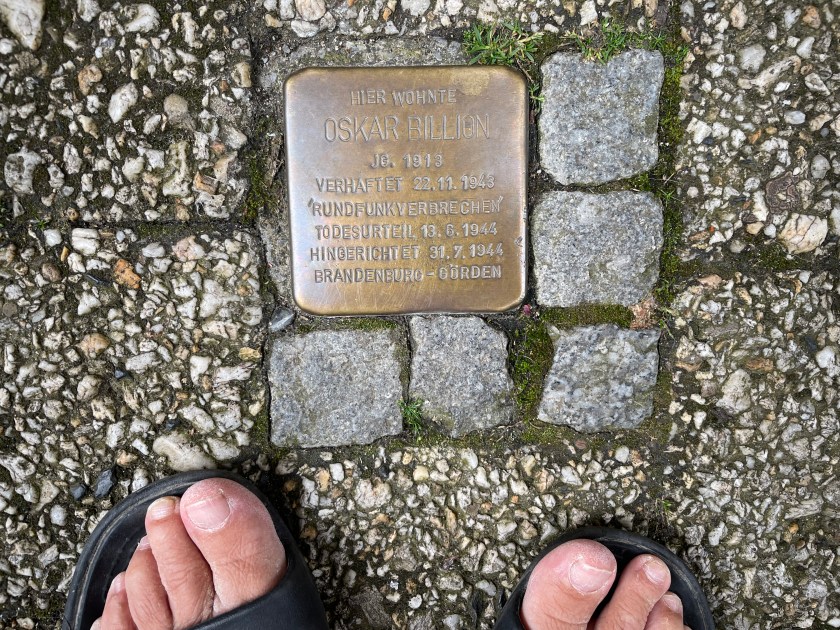 HIER WOHNTE
OSKAR BILLION
JG. 1913
VERHAFTET 22.11.1943
'RUNDFUNKVERBRECHEN'
TODESURTEIL 13.6.1944
HINGERICHTET 31.7.1944
BRANDENBURG-GÖRDEN